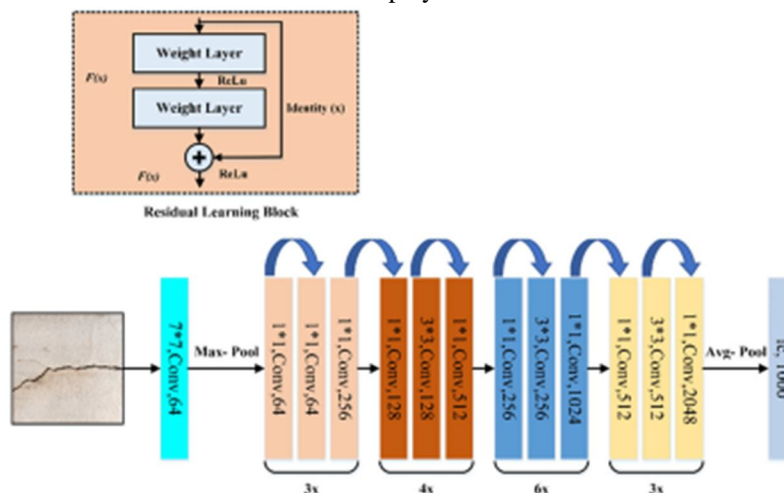 Weight Layer
F(x)
ReLu
Weight Layer
Identity (x)
F(x)
ReLu
Residual Learning Block
7*7,Conv,64
Max- Pool
1*1,Conv,64
1*1,Conv,64
1*1,Conv,256
1*1,Conv,128
3*3,Conv,128
1*1,Conv,512
1*1,Conv,256
3*3,Conv,256
1*1,Conv,1024
1*1,Conv,512
3*3,Conv,512
1*1,Conv,2048
Avg- Pool
3x
4x
6x
3x